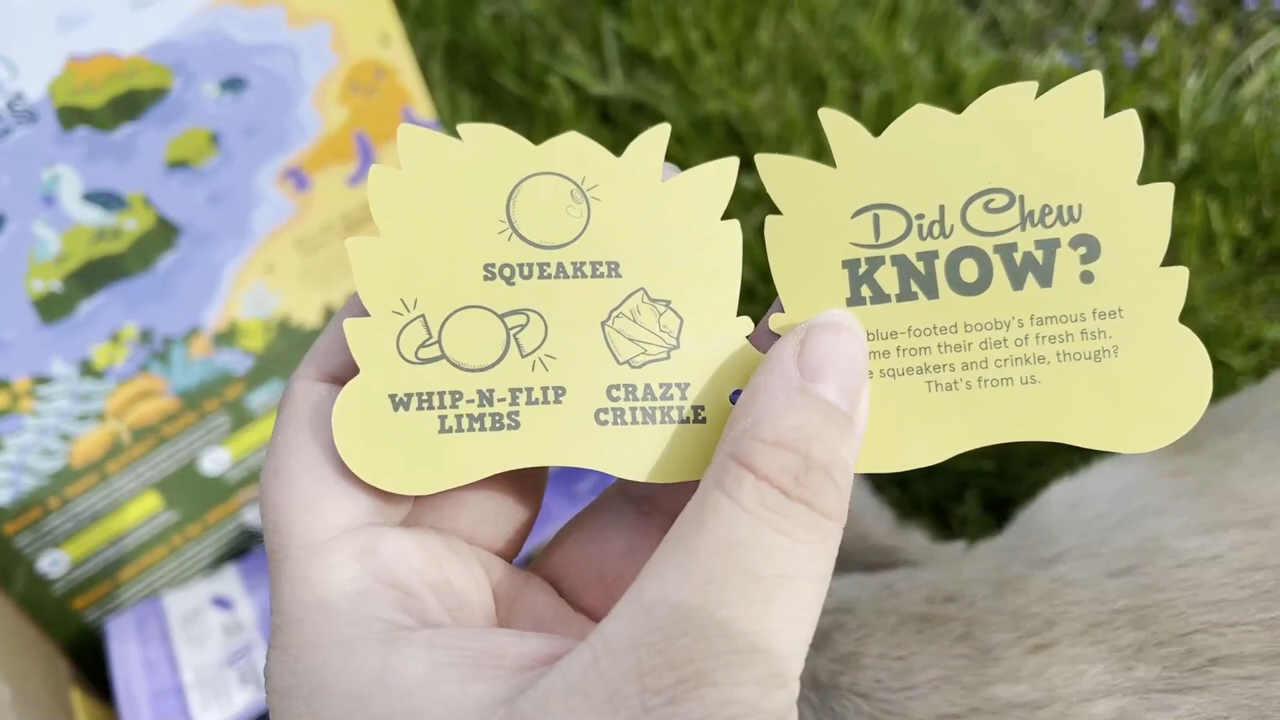 SQUEAKER
WHIP-N-FLIP
LIMBS
CRAZY
CRINKLE
Did Chew
KNOW?
blue-footed booby's famous feet
me from their diet of fresh fish.
squeakers and crinkle, though?
That's from us.